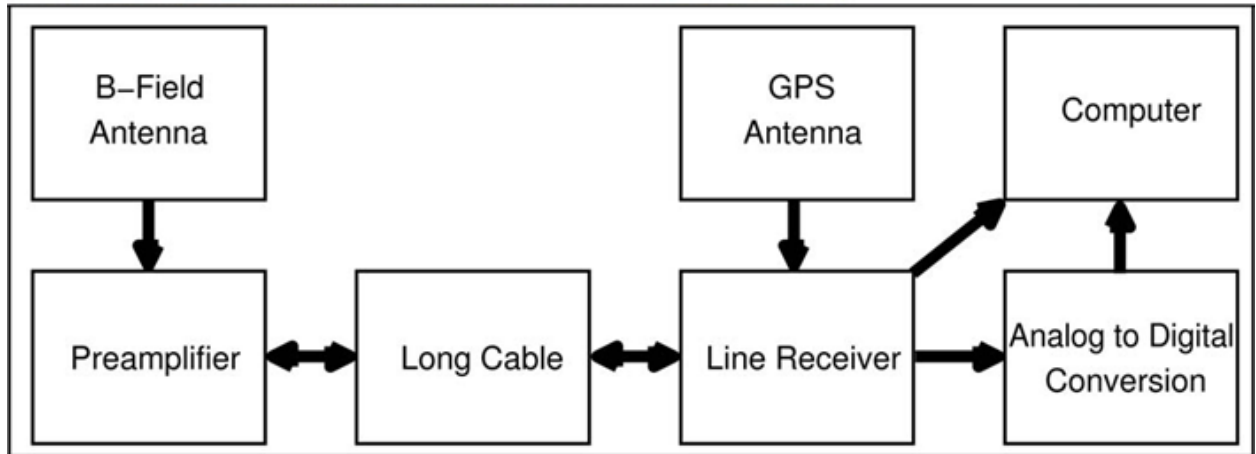 B−Field
Antenna
GPS
Antenna
Computer
Preamplifier
Long Cable
Line Receiver
Analog to Digital
Conversion